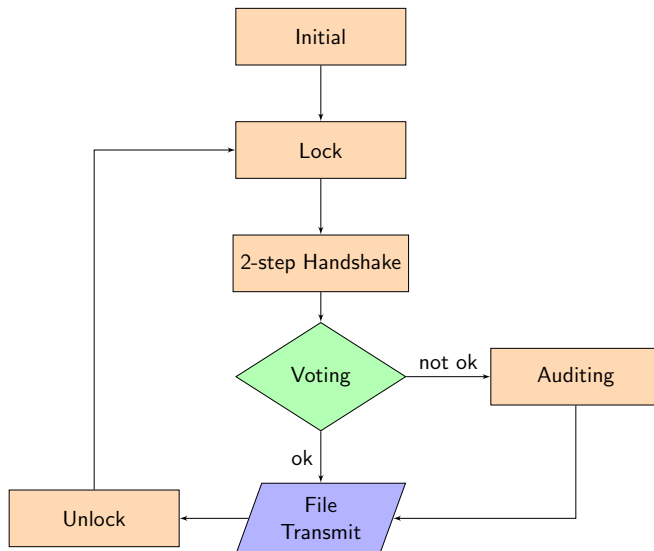 Initial
Lock
2-step Handshake
Voting
not ok
Auditing
ok
File
Transmit
Unlock